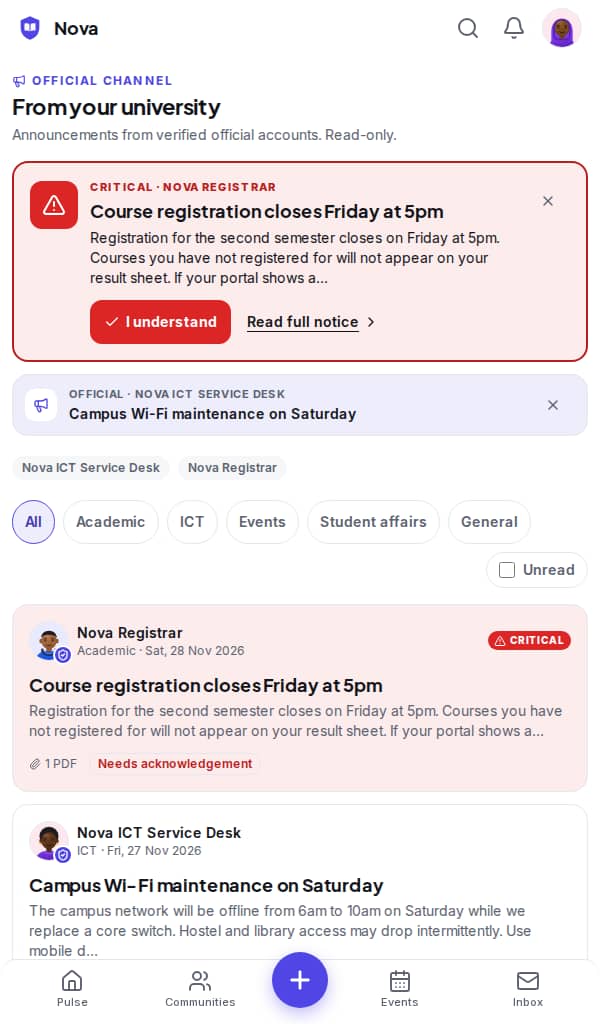 Nova
OFFICIAL CHANNEL
From your university
Announcements from verified official accounts. Read-only.
CRITICAL · NOVA REGISTRAR
Course registration closes Friday at 5pm
Registration for the second semester closes on Friday at 5pm.
Courses you have not registered for will not appear on your
result sheet. If your portal shows a...
I understand
Read full notice
OFFICIAL · NOVA ICT SERVICE DESK
Campus Wi-Fi maintenance on Saturday
Nova ICT Service Desk
Nova Registrar
All
Academic
ICT
Events
Student affairs
General
Unread
Nova Registrar
Academic · Sat, 28 Nov 2026
CRITICAL
Course registration closes Friday at 5pm
Registration for the second semester closes on Friday at 5pm. Courses you have
not registered for will not appear on your result sheet. If your portal shows a...
1 PDF
Needs acknowledgement
Nova ICT Service Desk
ICT · Fri, 27 Nov 2026
Campus Wi-Fi maintenance on Saturday
The campus network will be offline from 6am to 10am on Saturday while we
replace a core switch. Hostel and library access may drop intermittently. Use
mobile d...
Pulse
Communities
Events
Inbox